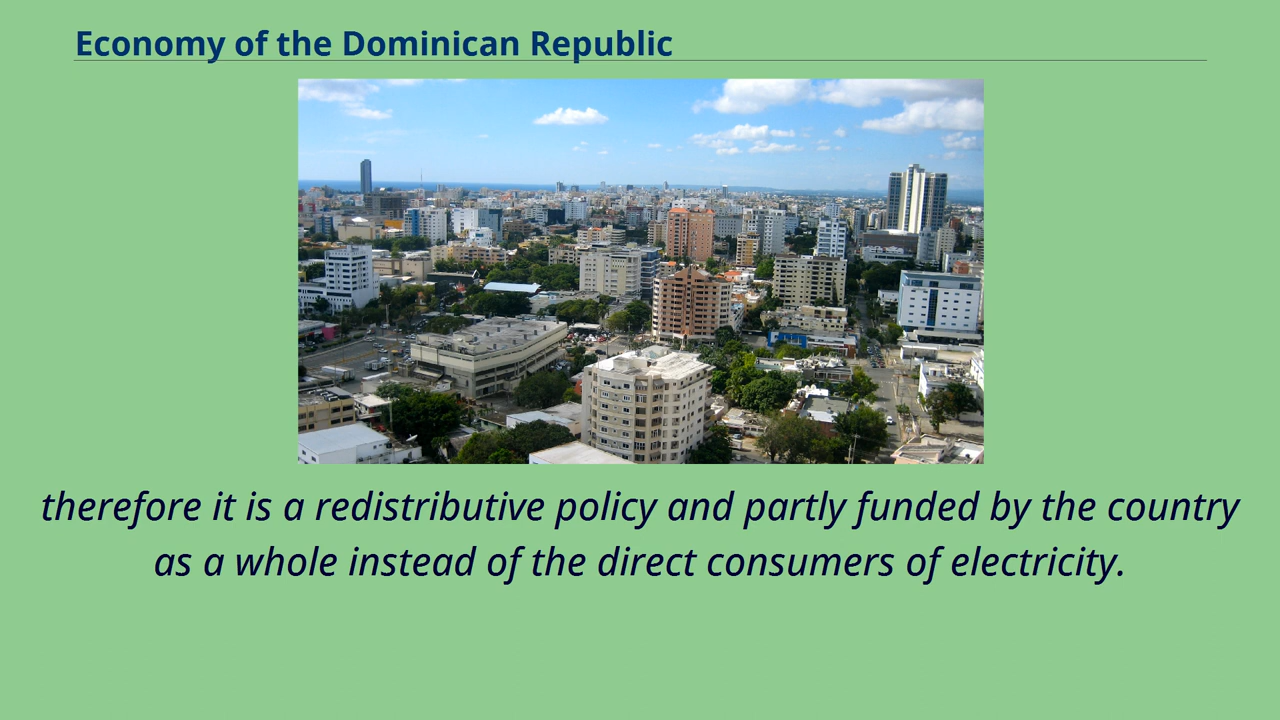 Economy of the Dominican Republic
therefore it is a redistributive policy and partly funded by the country
as a whole instead of the direct consumers of electricity.